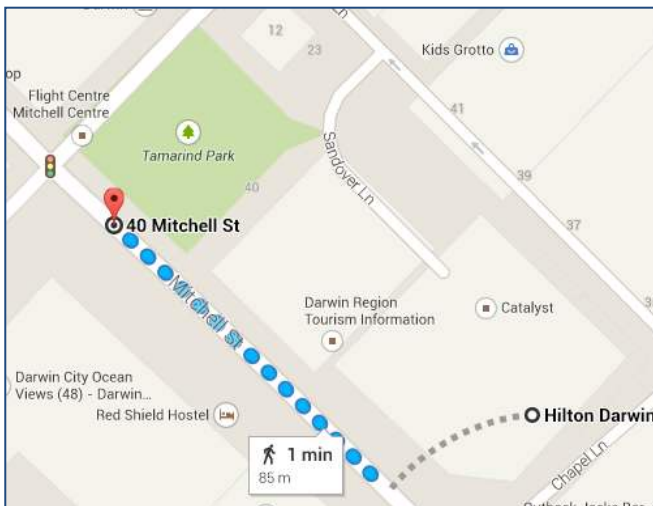 Ln
12
23
Kids Grotto
op
Flight Centre
Mitchell Centre
41
Tamarind Park
Sandover Ln
39
40
37
40 Mitchell St
Mitchell St
Darwin Region
Tourism Information
Catalyst
Darwin City Ocean
Views (48) - Darwin...
Red Shield Hostel
Hilton Darwin
1 min
85 m
Chapel Ln